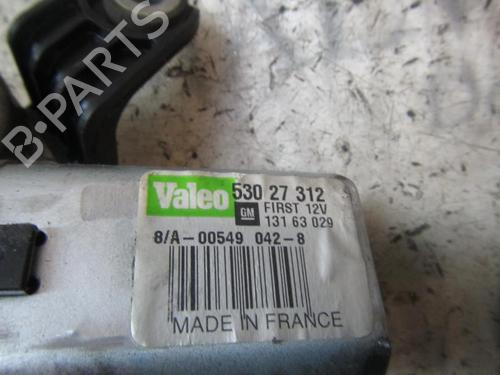 B-PARTS
Valeo 530 27 312
GM FIRST 12V
131 63 029
8/A-00549 042-8
MADE IN FRANCE